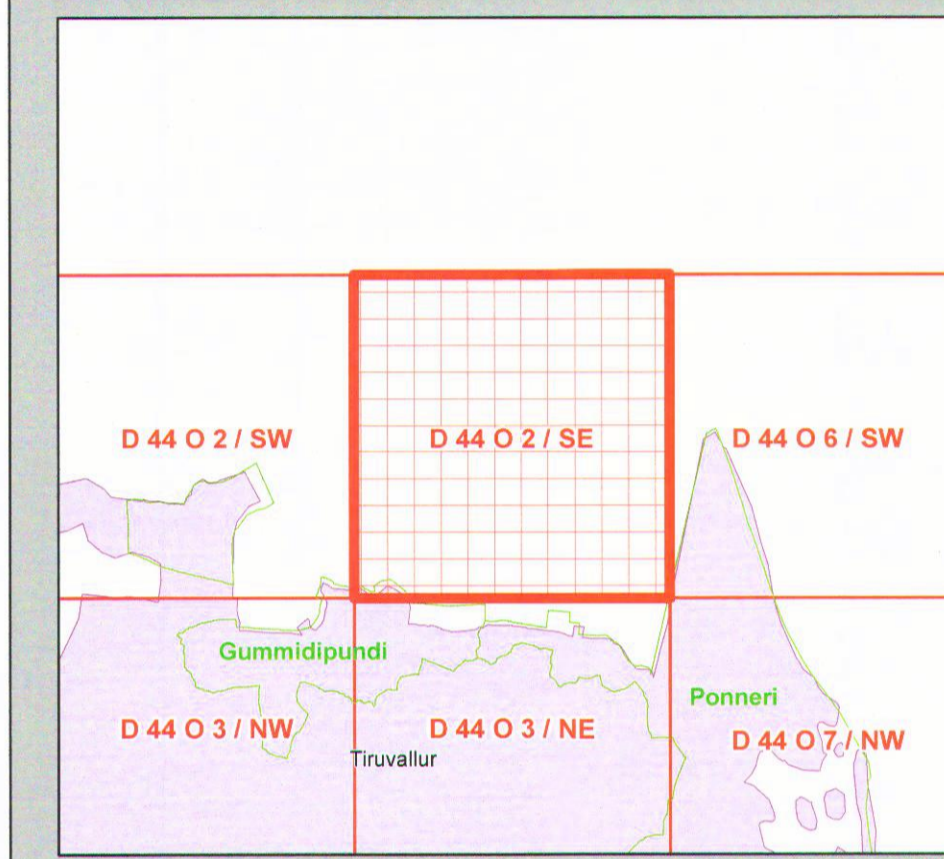 D 44 O 2 / SW
D 44 O 2 / SE
D 44 O 6 / SW
Gummidipundi
Ponneri
D 44 O 3 / NW
D 44 O 3 / NE
D 44 O 7 / NW
Tiruvallur